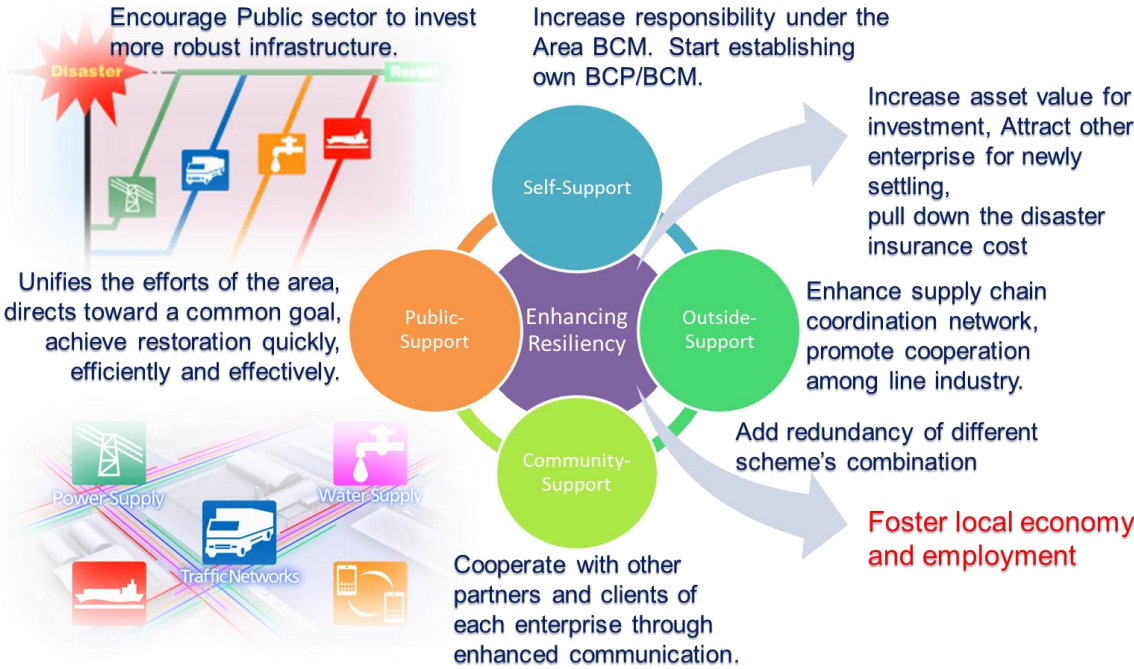 Encourage Public sector to invest
more robust infrastructure.
Increase responsibility under the
Area BCM.  Start establishing
own BCP/BCM.
Disaster
Restart
Increase asset value for
investment, Attract other
enterprise for newly
settling,
pull down the disaster
insurance cost
Self-Support
Unifies the efforts of the area,
directs toward a common goal,
achieve restoration quickly,
efficiently and effectively.
Public-
Support
Enhancing
Resiliency
Outside-
Support
Enhance supply chain
coordination network,
promote cooperation
among line industry.
Community-
Support
Add redundancy of different
scheme's combination
Power Supply
Water Supply
Traffic Networks
Sea Port
Foster local economy
and employment
Cooperate with other
partners and clients of
each enterprise through
enhanced communication.